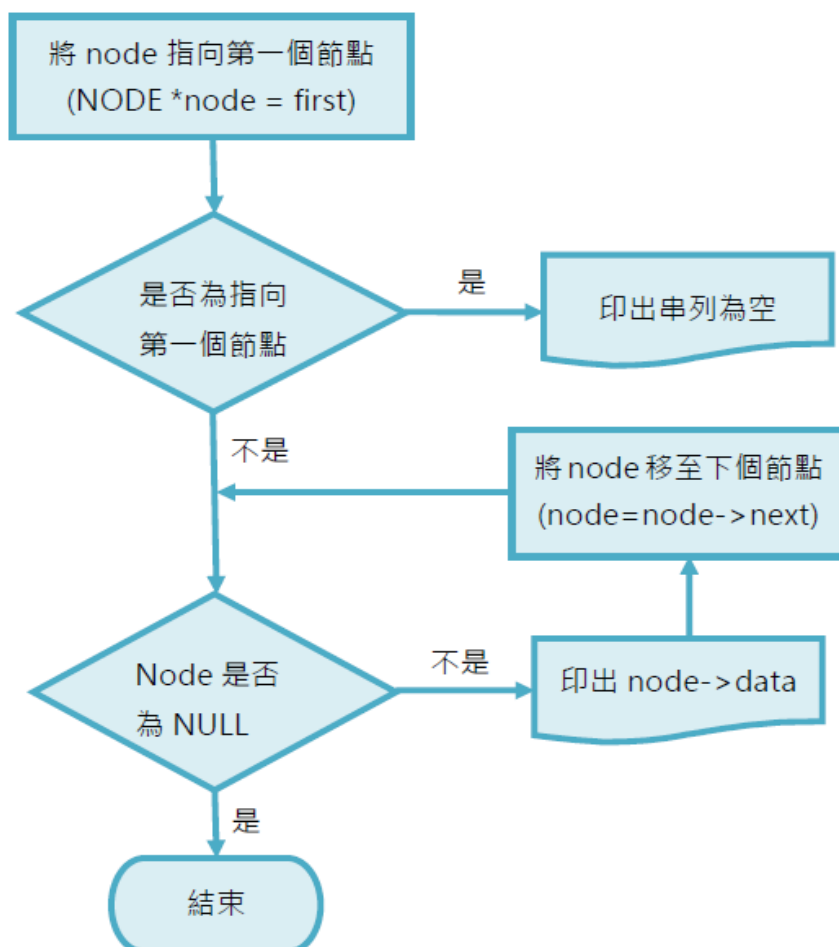 將 node 指向第一個節點
(NODE *node = first)
是否為指向
第一個節點
是
印出串列為空
不是
將node移至下個節點
(node=node->next)
Node 是否
為 NULL
不是
印出 node->data
是
結束